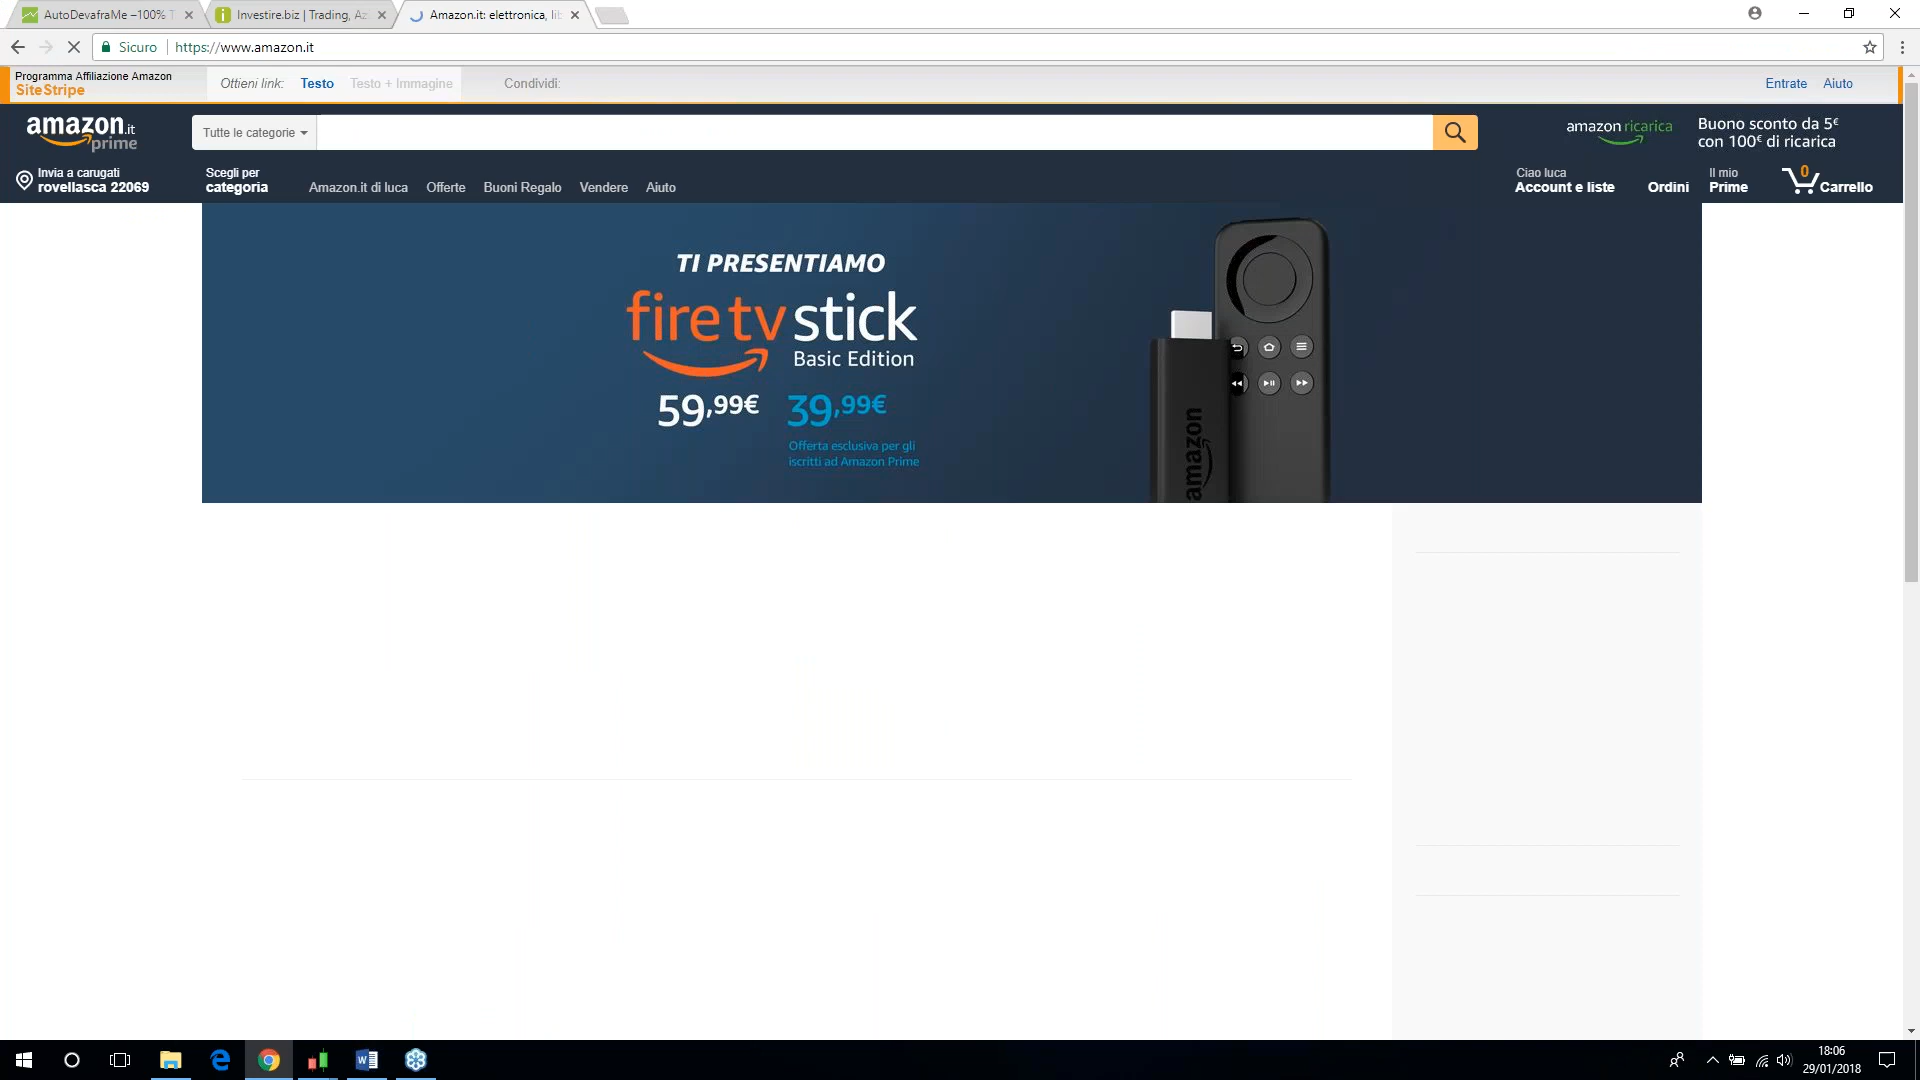 AutoDevaframe –100% T
Investire.biz | Trading, Az
Amazon.it: elettronica, lib
Sicuro
https://www.amazon.it
Programma Affiliazione Amazon
SiteStripe
Ottieni link: Testo Testo + Immagine
Condividi:
Entrate Aiuto
amazon.it
prime
Tutte le categorie
amazon ricarica
Buono sconto da 5€
con 100€ di ricarica
Invia a carugati
rovellasca 22069
Scegli per
categoria
Amazon.it di luca Offerte Buoni Regalo Vendere Aiuto
Ciao luca
Account e liste
Ordini
Il mio
Prime
0
Carrello
TI PRESENTIAMO
fire tv stick
Basic Edition
59,99€ 39,99€
Offerta esclusiva per gli
iscritti ad Amazon Prime
amazon
18:06
29/01/2018